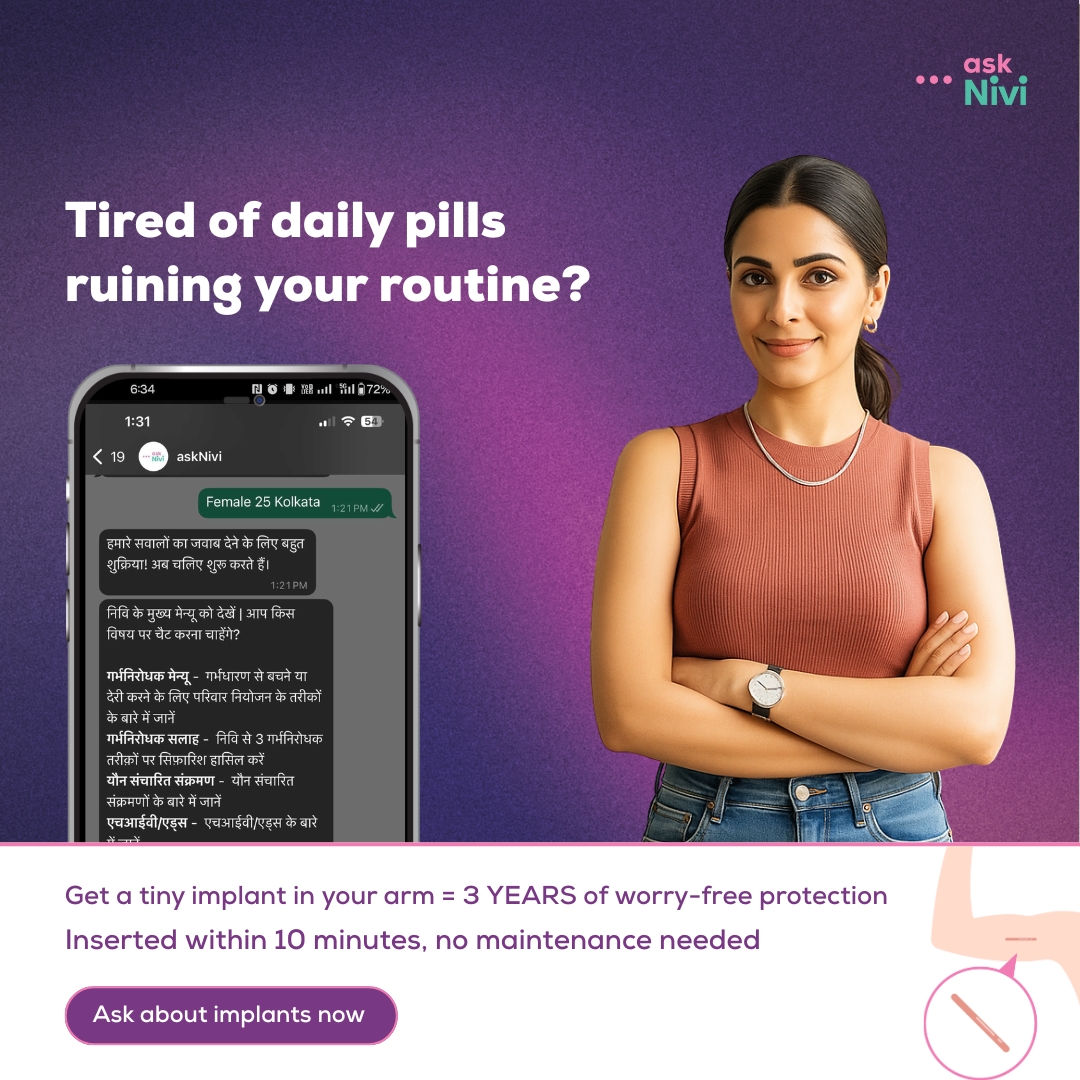 ask
Nivi
Tired of daily pills
ruining your routine?
6:34
72%
1:31
54
19
askNivi
Female 25 Kolkata
1:21 PM
हमारे सवालों का जवाब देने के लिए बहुत
शुक्रिया! अब चलिए शुरू करते हैं।
1:21 PM
निवि के मुख्य मेन्यू को देखें | आप किस
विषय पर चैट करना चाहेंगे?
गर्भनिरोधक मेन्यू - गर्भधारण से बचने या
देरी करने के लिए परिवार नियोजन के तरीकों
के बारे में जानें
गर्भनिरोधक सलाह - निवि से 3 गर्भनिरोधक
तरीक़ों पर सिफ़ारिश हासिल करें
यौन संचारित संक्रमण - यौन संचारित
संक्रमणों के बारे में जानें
एचआईवी/एड्स - एचआईवी/एड्स के बारे
Get a tiny implant in your arm = 3 YEARS of worry-free protection
Inserted within 10 minutes, no maintenance needed
Ask about implants now